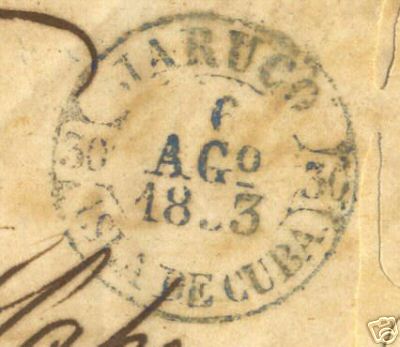 JARUCO
6
AGº
30
30
ISLA DE CUBA